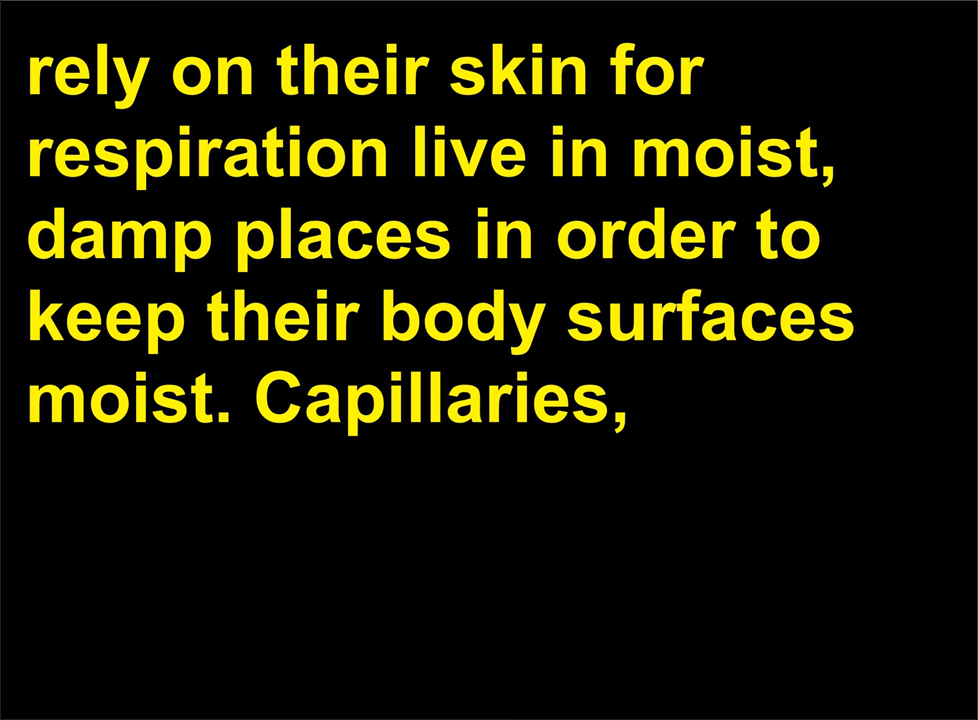 rely on their skin for
respiration live in moist,
damp places in order to
keep their body surfaces
moist. Capillaries,